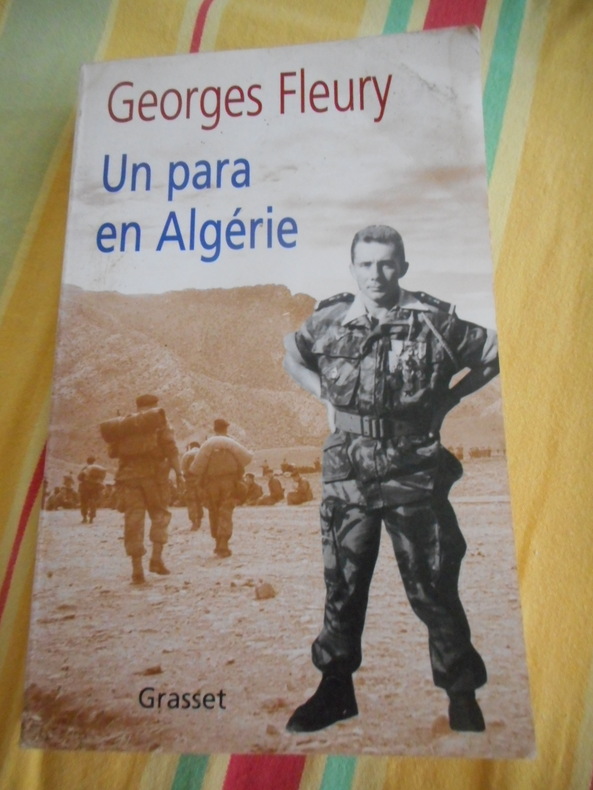 Georges Fleury
Un para
en Algérie
Grasset